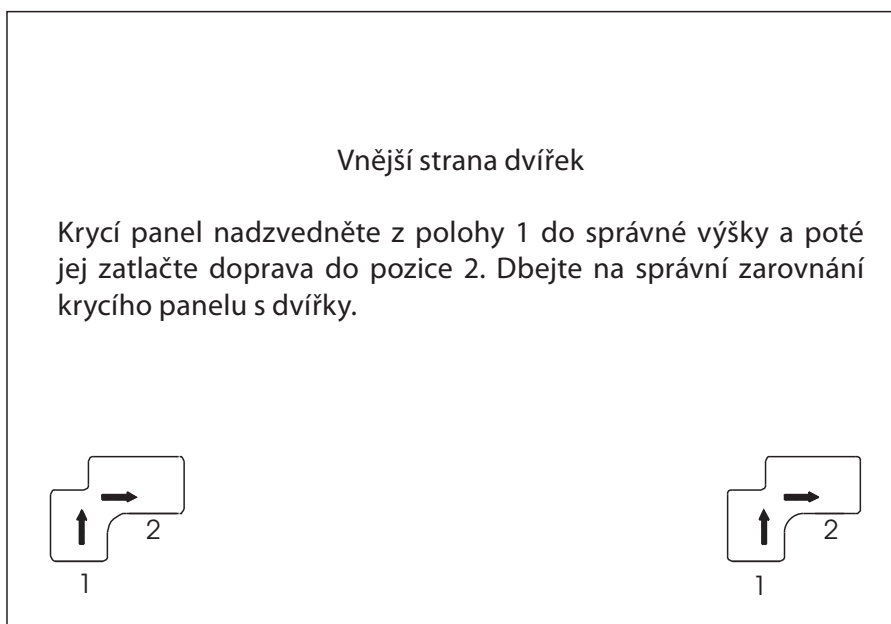 Vnější strana dvířek
Krycí panel nadzvedněte z polohy 1 do správné výšky a poté
jej zatlačte doprava do pozice 2. Dbejte na správní zarovnání
krycího panelu s dvířky.
2
1
2
1